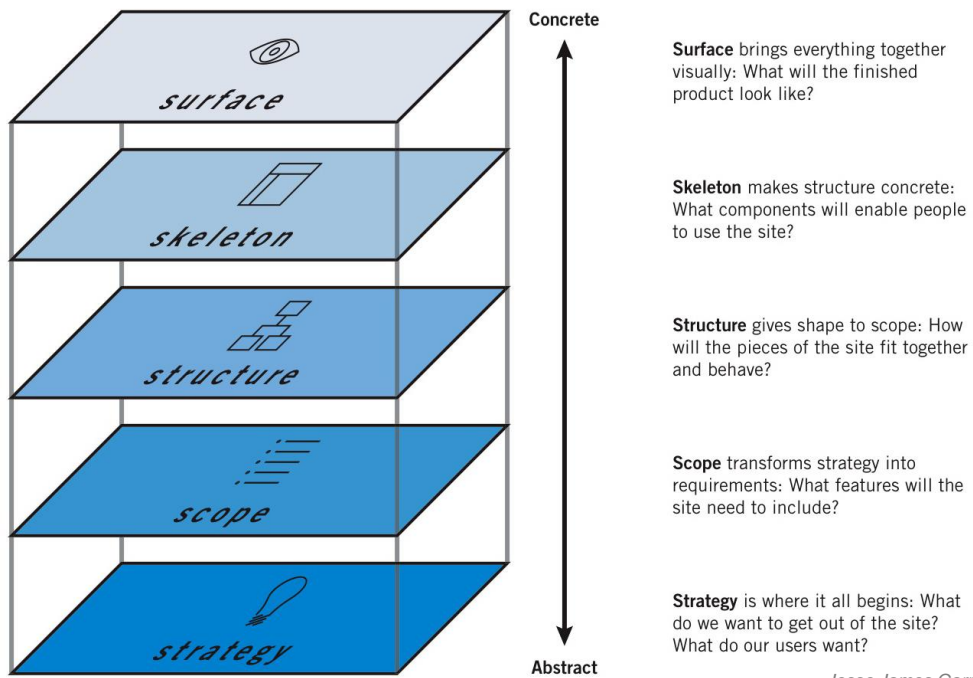 Concrete
surface
Surface brings everything together
visually: What will the finished
product look like?
skeleton
Skeleton makes structure concrete:
What components will enable people
to use the site?
structure
Structure gives shape to scope: How
will the pieces of the site fit together
and behave?
scope
Scope transforms strategy into
requirements: What features will the
site need to include?
strategy
Strategy is where it all begins: What
do we want to get out of the site?
What do our users want?
Abstract